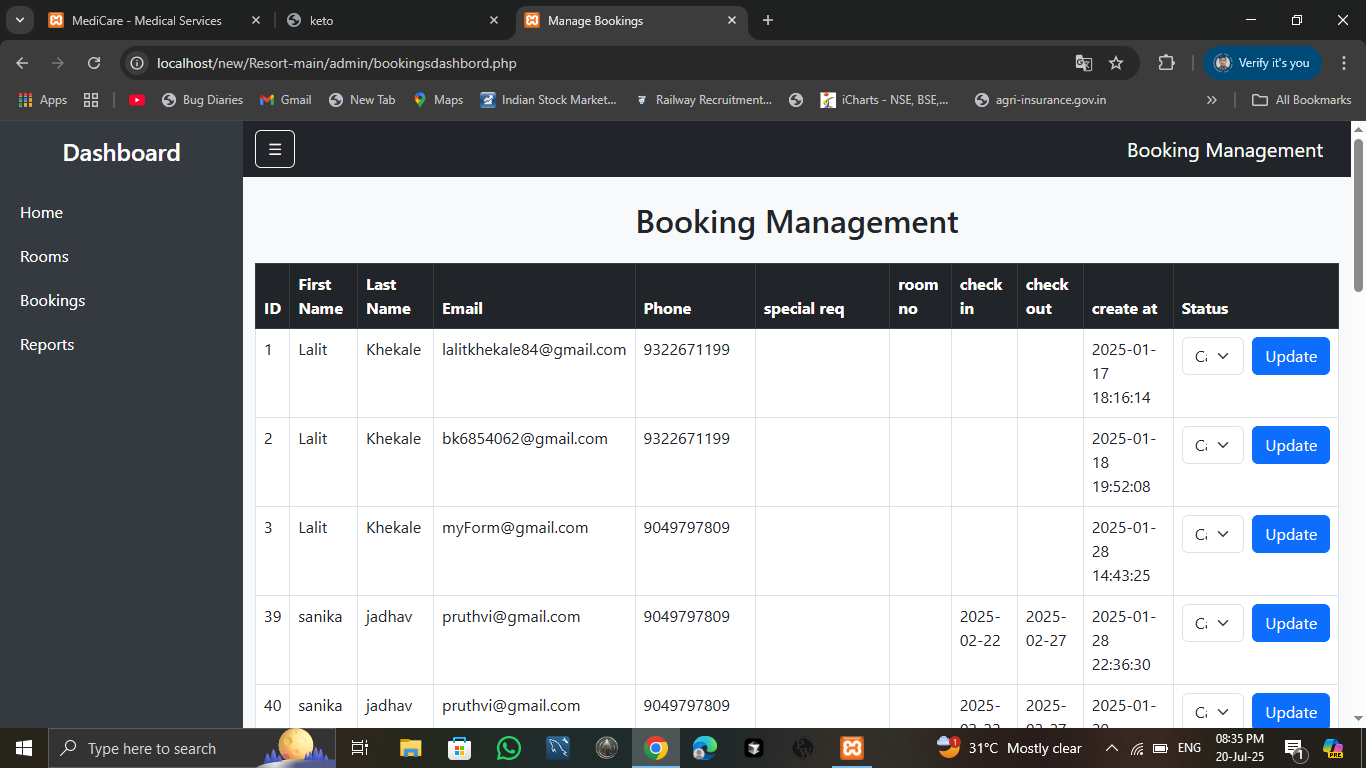 MediCare - Medical Services
keto
Manage Bookings
localhost/new/Resort-main/admin/bookingsdashbord.php
Verify it's you
Apps
Bug Diaries
Gmail
New Tab
Maps
Indian Stock Market...
Railway Recruitment...
iCharts - NSE, BSE,...
agri-insurance.gov.in
All Bookmarks
Dashboard
Home
Rooms
Bookings
Reports
Booking Management
Booking Management
ID First Name Last Name Email Phone special req room no check in check out create at Status
1 Lalit Khekale lalitkhekale84@gmail.com 9322671199 2025-01-17 18:16:14 Update
2 Lalit Khekale bk6854062@gmail.com 9322671199 2025-01-18 19:52:08 Update
3 Lalit Khekale myForm@gmail.com 9049797809 2025-01-28 14:43:25 Update
39 sanika jadhav pruthvi@gmail.com 9049797809 2025-02-22 2025-02-27 2025-01-28 22:36:30 Update
40 sanika jadhav pruthvi@gmail.com 9049797809 2025- 2025- 2025-01- Update
Type here to search
31°C Mostly clear
ENG
08:35 PM
20-Jul-25
1